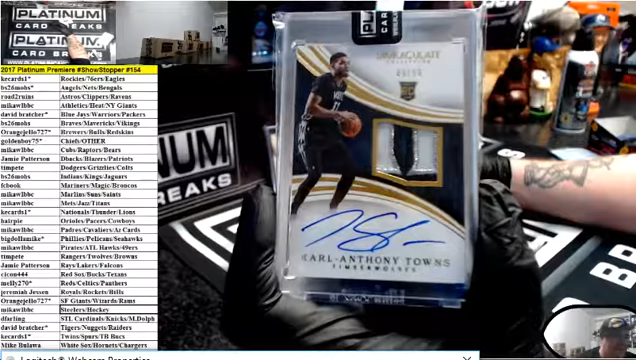 PLATINUM
CARD BREAKS
PLATINUM
CARD BREAKS
2017 Platinum Premiere #ShowStopper #154
kecards1* Rockies/76ers/Eagles
bs26mobs* Angels/Nets/Bengals
road2ruins Astros/Clippers/Ravens
mikawlbbc Athletics/Heat/NY Giants
david bratcher* Blue Jays/Warriors/Packers
bs26mobs Braves/Mavericks/Vikings
Orangejello727* Brewers/Bulls/Redskins
goldenboy75* Chiefs/OTHER
mikawlbbc Cubs/Raptors/Bears
Jamie Patterson Dbacks/Blazers/Patriots
timpete Dodgers/Grizzlies/Colts
bs26mobs Indians/Kings/Jaguars
fcbook Mariners/Magic/Broncos
mikawlbbc Marlins/Suns/Saints
mikawlbbc Mets/Jazz/Titans
kecards1* Nationals/Thunder/Lions
hairpie Orioles/Pacers/Cowboys
mikawlbbc Padres/Cavaliers/Az Cards
bigdollamike* Phillies/Pelicans/Seahawks
mikawlbbc Pirates/ATL Hawks/49ers
timpete Rangers/Twolves/Browns
Jamie Patterson Rays/Lakers/Falcons
cicou444 Red Sox/Bucks/Texans
melly270* Reds/Celtics/Panthers
jeremiah Jessen Royals/Rockets/Bills
Orangejello727* SF Giants/Wizards/Rams
mikawlbbc Steelers/Hockey
dfarling STL Cardinals/Knicks/M.Dolph
david bratcher* Tigers/Nuggets/Raiders
kecards1* Twins/Spurs/TB Bucs
Mike Bulawa White Sox/Hornets/Chargers
IMMACULATE
COLLECTION
RC
KARL-ANTHONY TOWNS
TIMBERWOLVES
Logitech® Webcam Properties